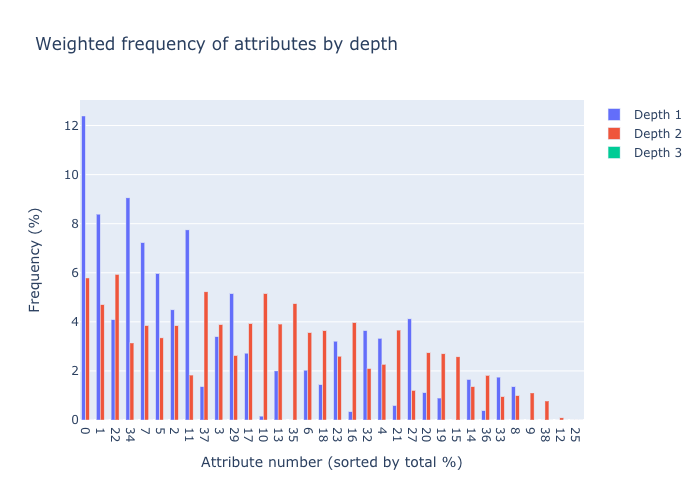 Weighted frequency of attributes by depth
Depth 1
Depth 2
Depth 3
Frequency (%)
12
10
8
6
4
2
0
0 1 22 34 7 5 2 11 37 3 29 17 10 13 35 6 18 23 16 32 4 21 27 20 19 15 14 36 33 8 9 38 12 25
Attribute number (sorted by total %)